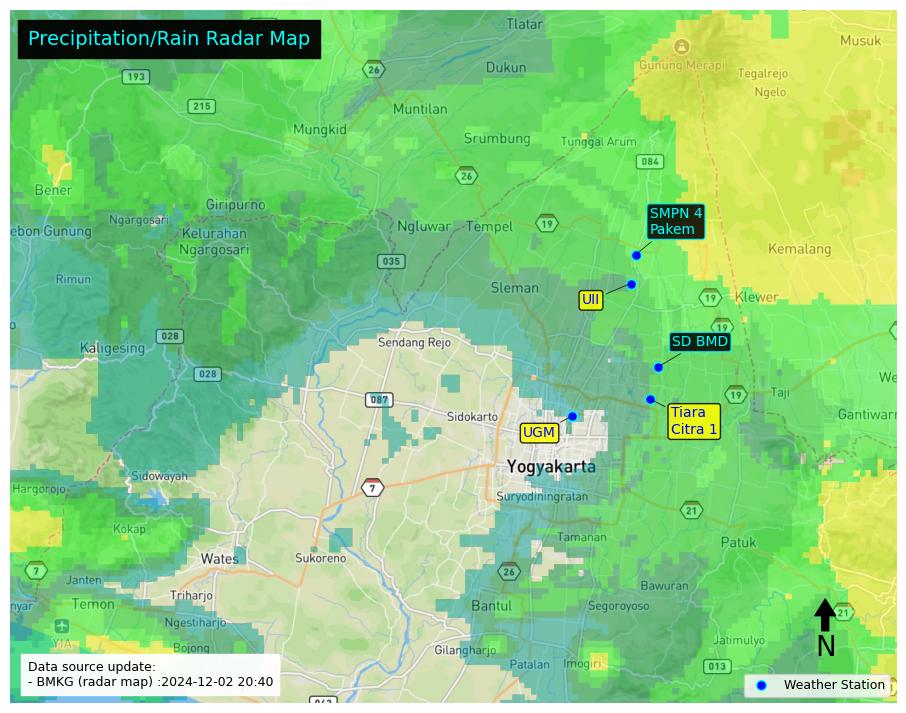 Precipitation/Rain Radar Map
Tlatar
Musuk
26
Gunung Merapi
193
Dukun
Tegalrejo
Ngelo
215
Muntilan
Mungkid
Srumbung
Tunggal Arum
084
26
Bener
Giripurno
SMPN 4
Pakem
Ngargosari
Ngluwar
Tempel
19
ebon Gunung
Kelurahan
Ngargosari
Kemalang
035
Rimun
Sleman
UII
19
Klewer
19
028
SD BMD
Kaligesing
Sendang Rejo
028
We
19
Taji
087
Sidokarto
Tiara
Citra 1
Gantiwarn
UGM
Yogyakarta
Sidowayah
Hargorojo
7
Suryodiningratan
21
Kokap
Tamanan
Patuk
Wates
Sukoreno
7
26
Janten
Bawuran
Triharjo
Temon
Bantul
Segoroyoso
21
nyar
YIA
Ngestiharjo
N
Jatimulyo
Bojong
Gilangharjo
Patalan
Imogiri
013
Data source update:
- BMKG (radar map) :2024-12-02 20:40
Weather Station